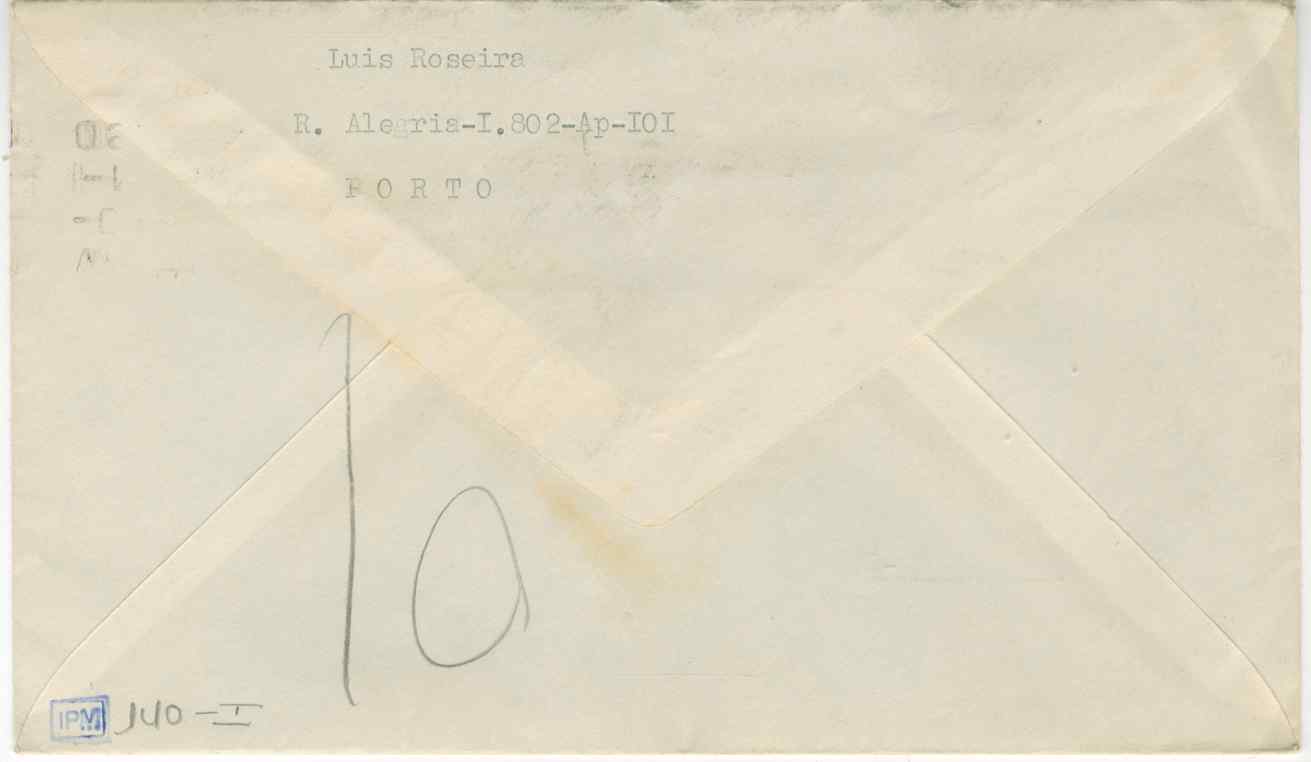 Luis Roseira
R. Alegria-I.802-Ap-IOI
PORTO
10
IPM 140-I